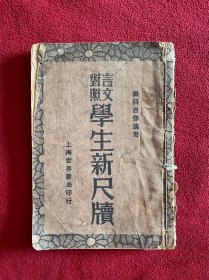 教科自修適用
言文對照
學生新尺牘
上海世界書局印行